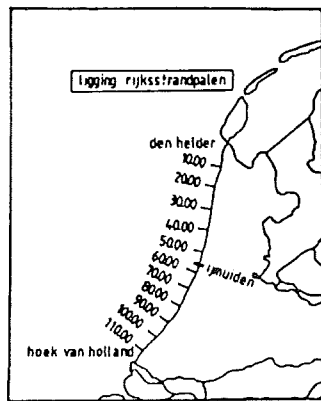 ligging rijksstrandpalen
den helder
10.00
20.00
30.00
40.00
50.00
60.00
ijmuiden
70.00
80.00
90.00
100.00
110.00
hoek van holland